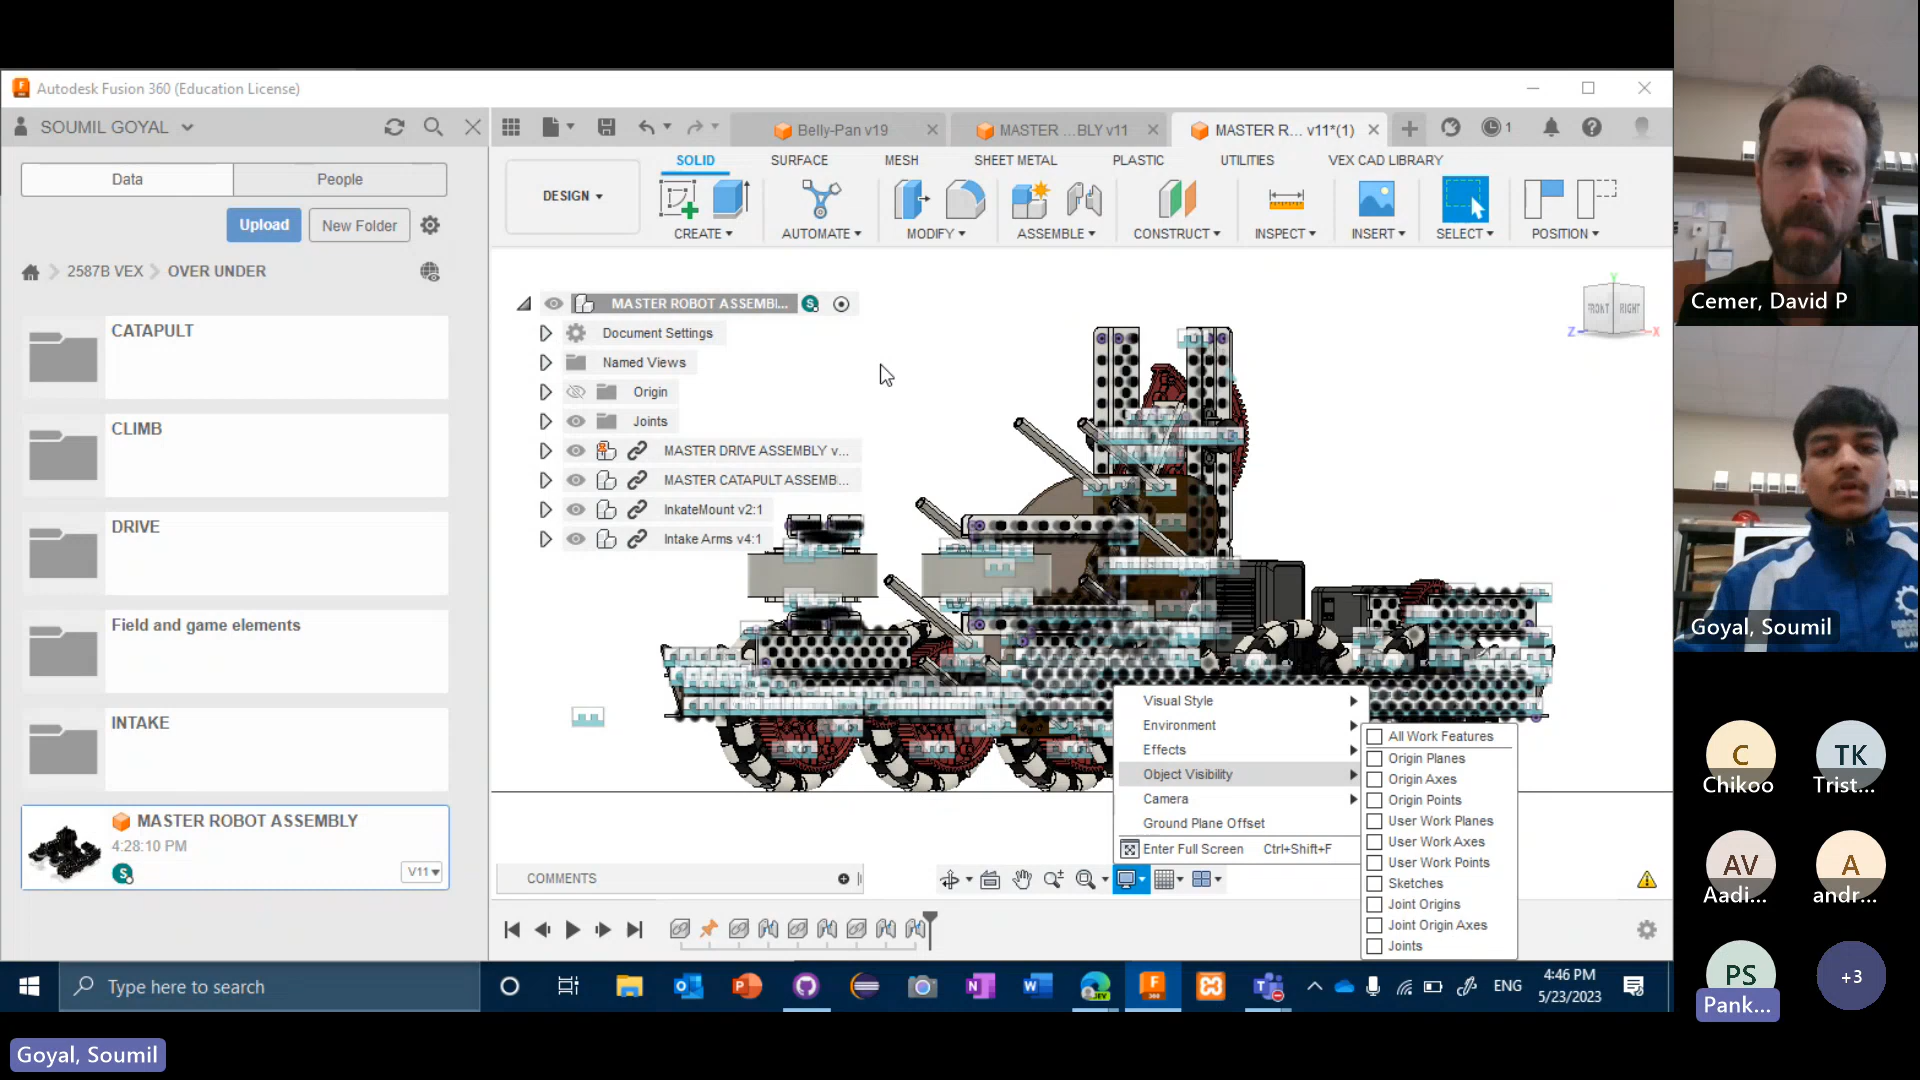 Autodesk Fusion 360 (Education License)
SOUMIL GOYAL
Data
People
Upload
New Folder
2587B VEX
OVER UNDER
CATAPULT
CLIMB
DRIVE
Field and game elements
INTAKE
MASTER ROBOT ASSEMBLY
4:28:10 PM
S
V11
Belly-Pan v19
MASTER ...BLY v11
MASTER R... v11*(1)
1
DESIGN
SOLID
SURFACE
MESH
SHEET METAL
PLASTIC
UTILITIES
VEX CAD LIBRARY
CREATE
AUTOMATE
MODIFY
ASSEMBLE
CONSTRUCT
INSPECT
INSERT
SELECT
POSITION
MASTER ROBOT ASSEMBL...
S
Document Settings
Named Views
Origin
Joints
MASTER DRIVE ASSEMBLY v...
MASTER CATAPULT ASSEMB...
InkateMount v2:1
Intake Arms v4:1
Y
FRONT
RIGHT
Z
X
Visual Style
Environment
Effects
Object Visibility
Camera
Ground Plane Offset
Enter Full Screen Ctrl+Shift+F
All Work Features
Origin Planes
Origin Axes
Origin Points
User Work Planes
User Work Axes
User Work Points
Sketches
Joint Origins
Joint Origin Axes
Joints
COMMENTS
Type here to search
ENG
4:46 PM
5/23/2023
Goyal, Soumil
Cemer, David P
Goyal, Soumil
C
Chikoo
TK
Trist...
AV
Aadi...
A
andr...
PS
Pank...
+3